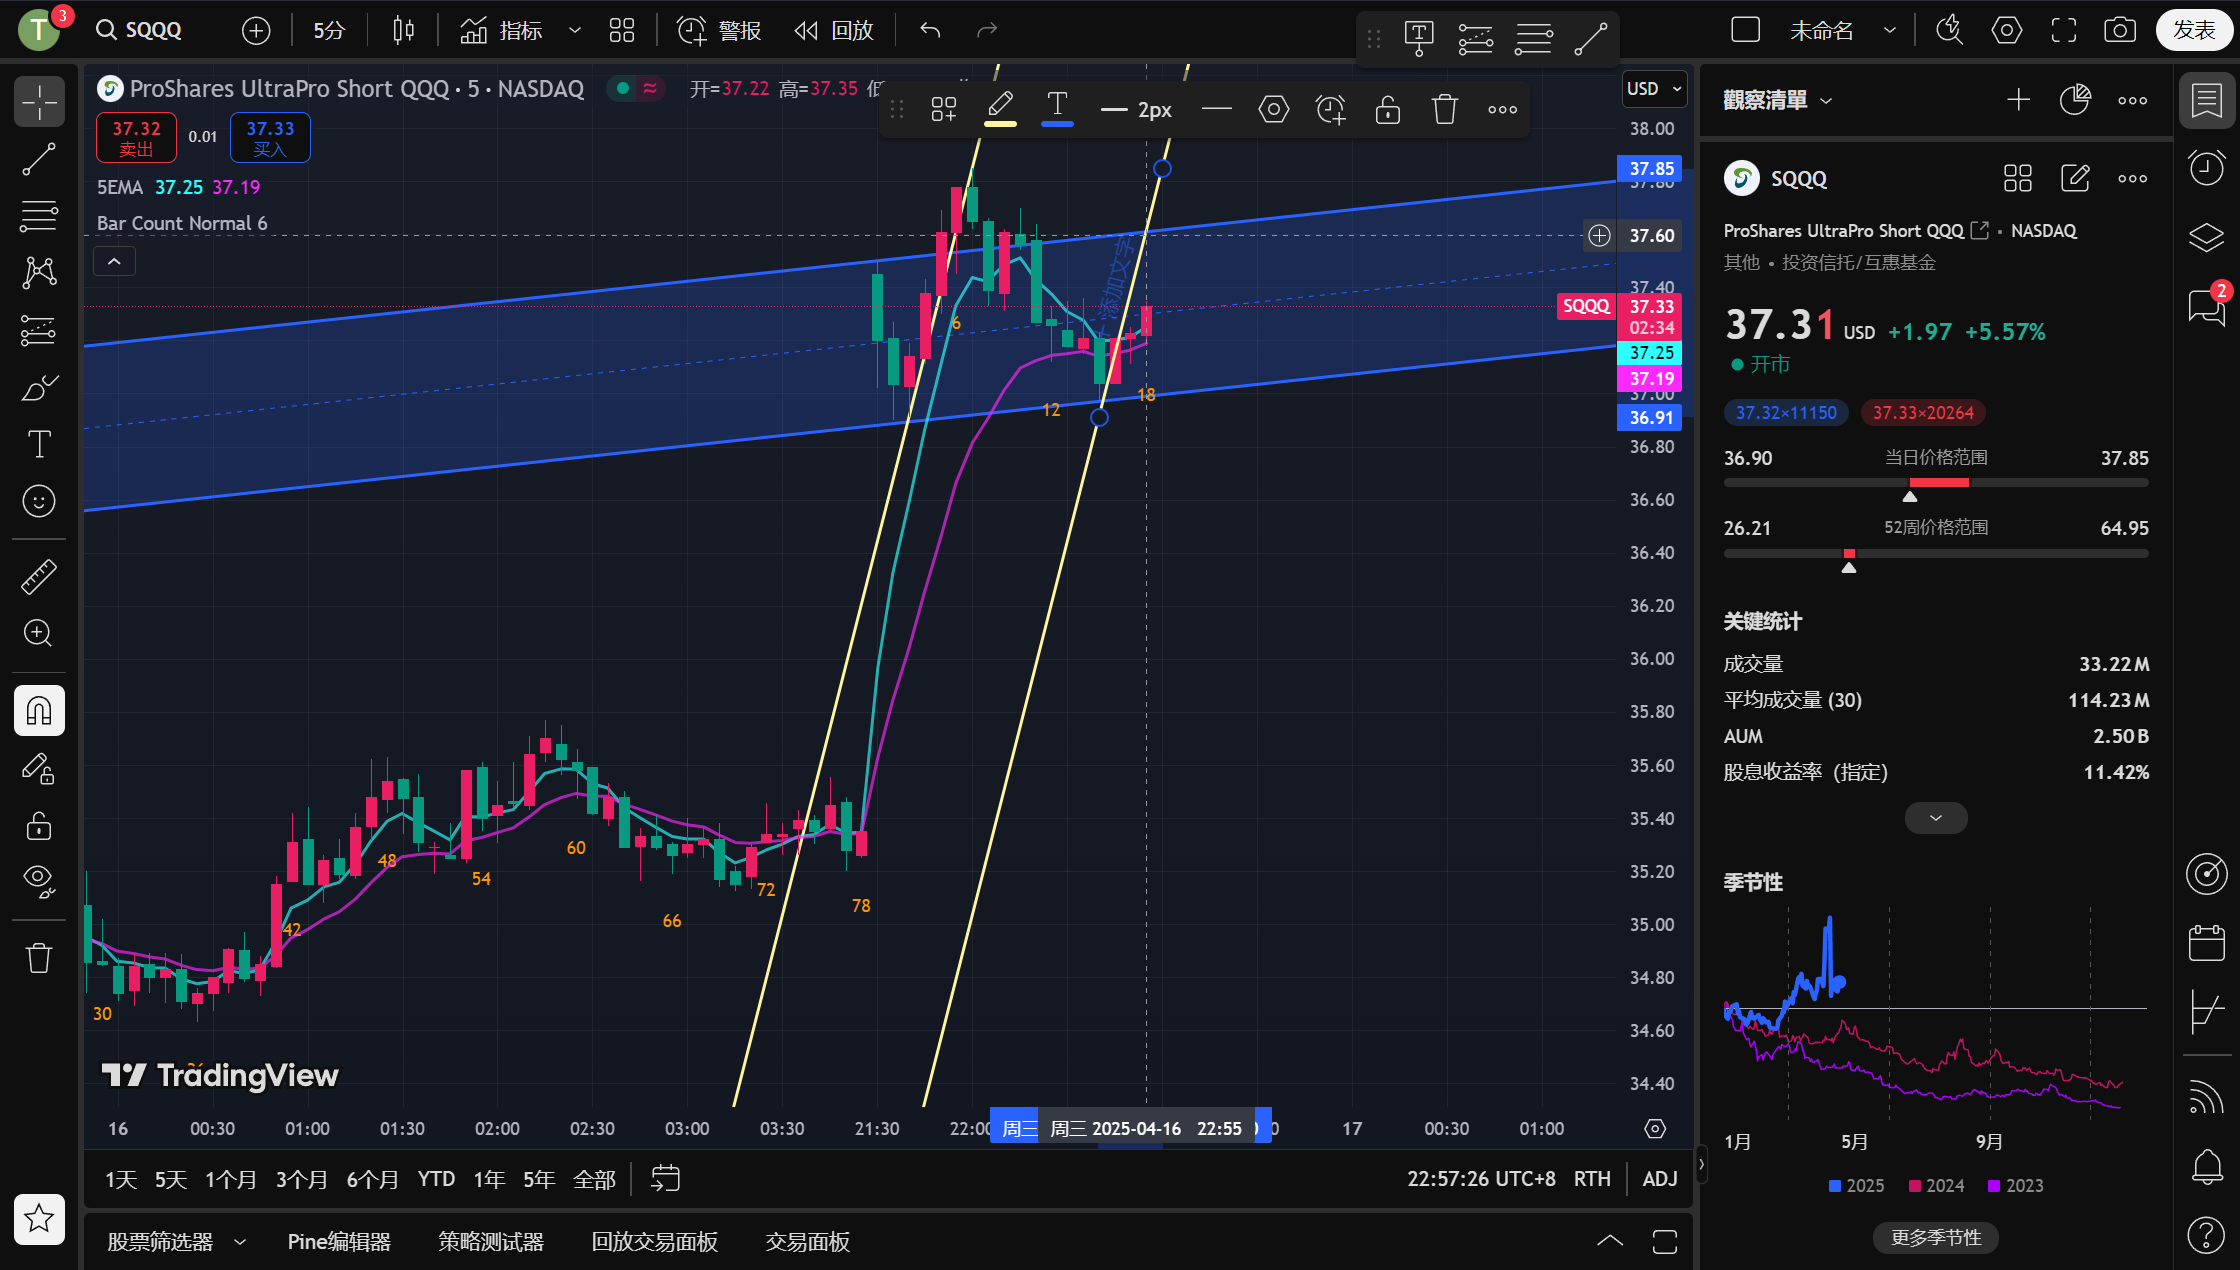 T 3 SQQQ 5分 指标 警报 回放 未命名 发表
ProShares UltraPro Short QQQ · 5 · NASDAQ 开=37.22 高=37.35 低
USD
2px
37.32 卖出 0.01 37.33 买入
5EMA 37.25 37.19
Bar Count Normal 6
38.00
37.85
37.80
37.60
37.40
SQQQ 37.33
02:34
37.25
37.19
37.00
36.91
36.80
36.60
36.40
36.20
36.00
35.80
35.60
35.40
35.20
35.00
34.80
34.60
34.40
+ 添加文字
6
12
18
30
42
48
54
60
66
72
78
TradingView
16 00:30 01:00 01:30 02:00 02:30 03:00 03:30 21:30 22:00 周三 周三 2025-04-16 22:55 17 00:30 01:00
1天 5天 1个月 3个月 6个月 YTD 1年 5年 全部 22:57:26 UTC+8 RTH ADJ
股票筛选器 Pine编辑器 策略测试器 回放交易面板 交易面板
觀察清單
SQQQ
ProShares UltraPro Short QQQ • NASDAQ
其他 • 投资信托/互惠基金
37.31 USD +1.97 +5.57%
开市
37.32×11150 37.33×20264
36.90 当日价格范围 37.85
26.21 52周价格范围 64.95
关键统计
成交量 33.22M
平均成交量 (30) 114.23M
AUM 2.50B
股息收益率 (指定) 11.42%
季节性
1月 5月 9月
2025 2024 2023
更多季节性
2